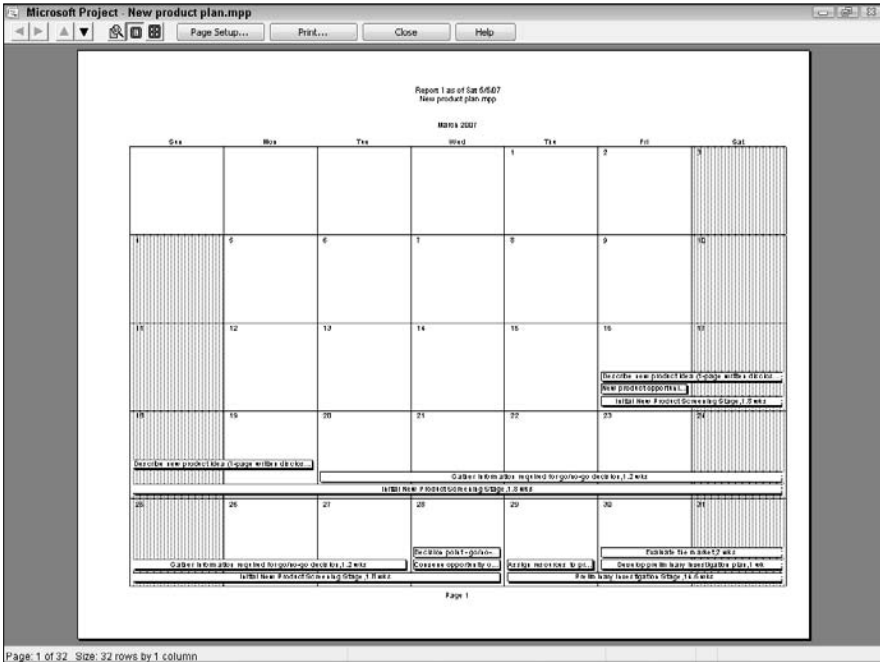 Microsoft Project - New product plan.mpp
Page Setup... Print... Close Help
Report 1 as of Sat 5/5/07
New product plan.mpp
March 2007
Sun Mon Tue Wed Thu Fri Sat
1 2 3
4 5 6 7 8 9 10
11 12 13 14 15 16 17
Describe new product idea (1-page written disclos...
New product opportuni...
Initial New Product Screening Stage, 1.8 wks
18 19 20 21 22 23 24
Describe new product idea (1-page written disclos...
Gather information required for go/no-go decision, 1.2 wks
Initial New Product Screening Stage, 1.8 wks
25 26 27 28 29 30 31
Decision point - go/no-... Evaluate the market, 2 wks
Gather information required for go/no-go decision, 1.2 wks Convene opportunity o... Assign resources to pr... Develop preliminary investigation plan, 1 wk
Initial New Product Screening Stage, 1.8 wks Preliminary Investigation Stage,
Page 1
Page: 1 of 32 Size: 32 rows by 1 column